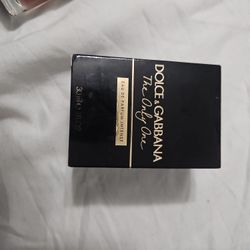 DOLCE & GABBANA
The Only One
EAU DE PARFUM INTENSE